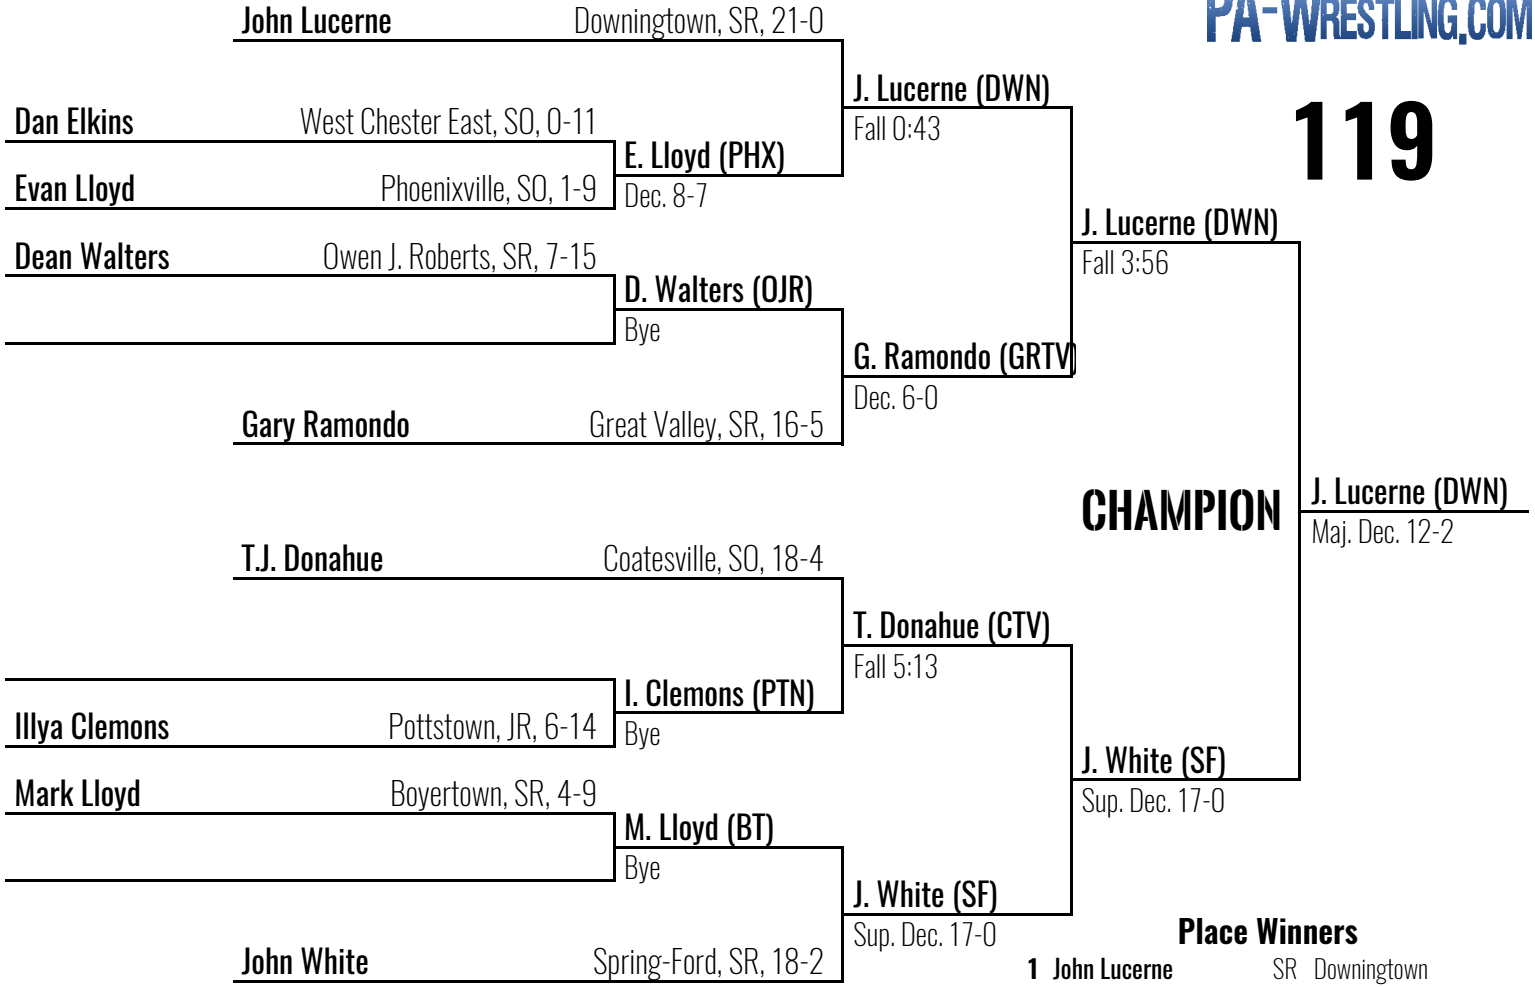 John Lucerne Downingtown, SR, 21-0
PA-WRESTLING.COM
J. Lucerne (DWN)
Fall 0:43
119
Dan Elkins West Chester East, SO, 0-11
E. Lloyd (PHX)
Dec. 8-7
Evan Lloyd Phoenixville, SO, 1-9
J. Lucerne (DWN)
Fall 3:56
Dean Walters Owen J. Roberts, SR, 7-15
D. Walters (OJR)
Bye
G. Ramondo (GRTV)
Dec. 6-0
Gary Ramondo Great Valley, SR, 16-5
CHAMPION
J. Lucerne (DWN)
Maj. Dec. 12-2
T.J. Donahue Coatesville, SO, 18-4
T. Donahue (CTV)
Fall 5:13
I. Clemons (PTN)
Bye
Illya Clemons Pottstown, JR, 6-14
J. White (SF)
Sup. Dec. 17-0
Mark Lloyd Boyertown, SR, 4-9
M. Lloyd (BT)
Bye
J. White (SF)
Sup. Dec. 17-0
John White Spring-Ford, SR, 18-2
Place Winners
1 John Lucerne SR Downingtown